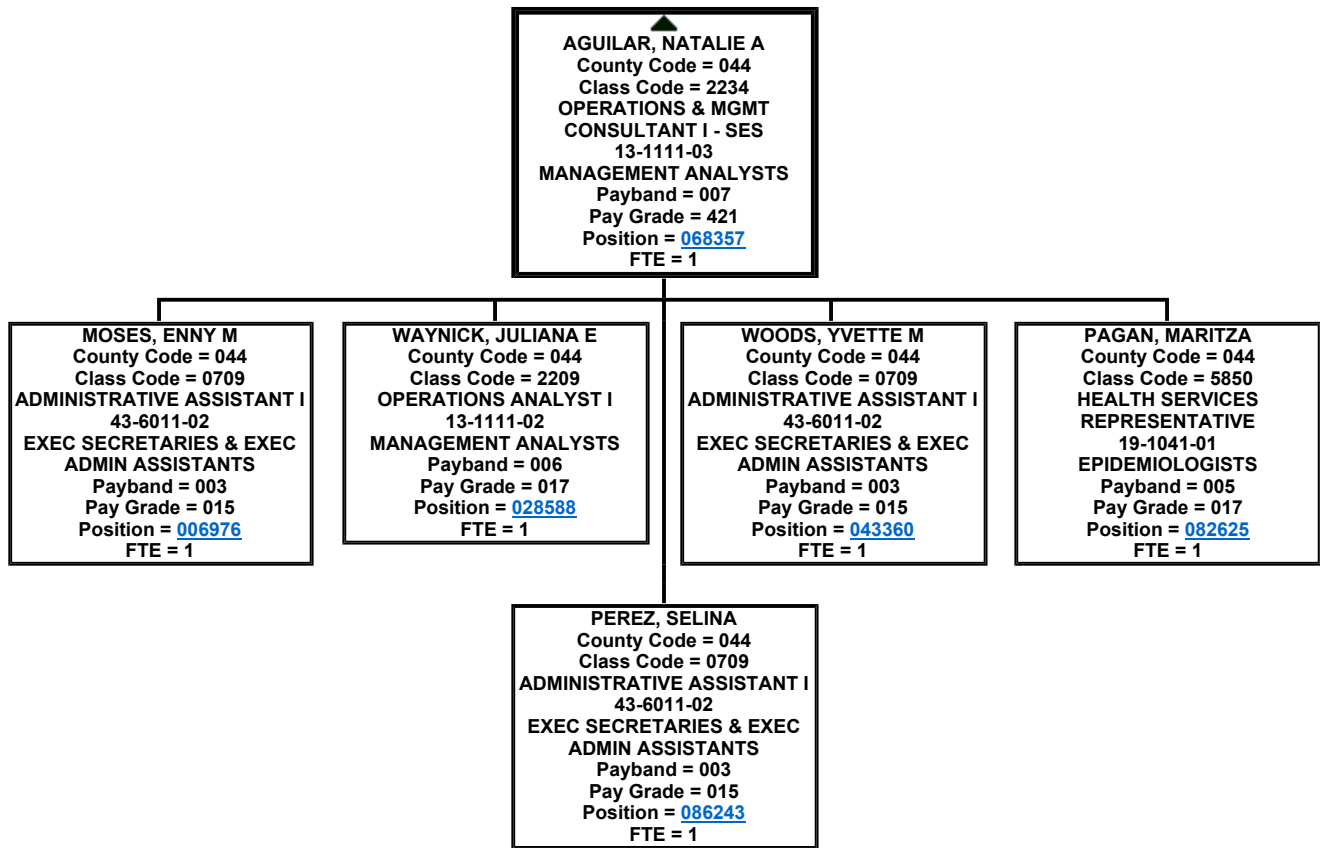 AGUILAR, NATALIE A
County Code = 044
Class Code = 2234
OPERATIONS & MGMT
CONSULTANT I - SES
13-1111-03
MANAGEMENT ANALYSTS
Payband = 007
Pay Grade = 421
Position = 068357
FTE = 1
MOSES, ENNY M
County Code = 044
Class Code = 0709
ADMINISTRATIVE ASSISTANT I
43-6011-02
EXEC SECRETARIES & EXEC
ADMIN ASSISTANTS
Payband = 003
Pay Grade = 015
Position = 006976
FTE = 1
WAYNICK, JULIANA E
County Code = 044
Class Code = 2209
OPERATIONS ANALYST I
13-1111-02
MANAGEMENT ANALYSTS
Payband = 006
Pay Grade = 017
Position = 028588
FTE = 1
WOODS, YVETTE M
County Code = 044
Class Code = 0709
ADMINISTRATIVE ASSISTANT I
43-6011-02
EXEC SECRETARIES & EXEC
ADMIN ASSISTANTS
Payband = 003
Pay Grade = 015
Position = 043360
FTE = 1
PAGAN, MARITZA
County Code = 044
Class Code = 5850
HEALTH SERVICES
REPRESENTATIVE
19-1041-01
EPIDEMIOLOGISTS
Payband = 005
Pay Grade = 017
Position = 082625
FTE = 1
PEREZ, SELINA
County Code = 044
Class Code = 0709
ADMINISTRATIVE ASSISTANT I
43-6011-02
EXEC SECRETARIES & EXEC
ADMIN ASSISTANTS
Payband = 003
Pay Grade = 015
Position = 086243
FTE = 1